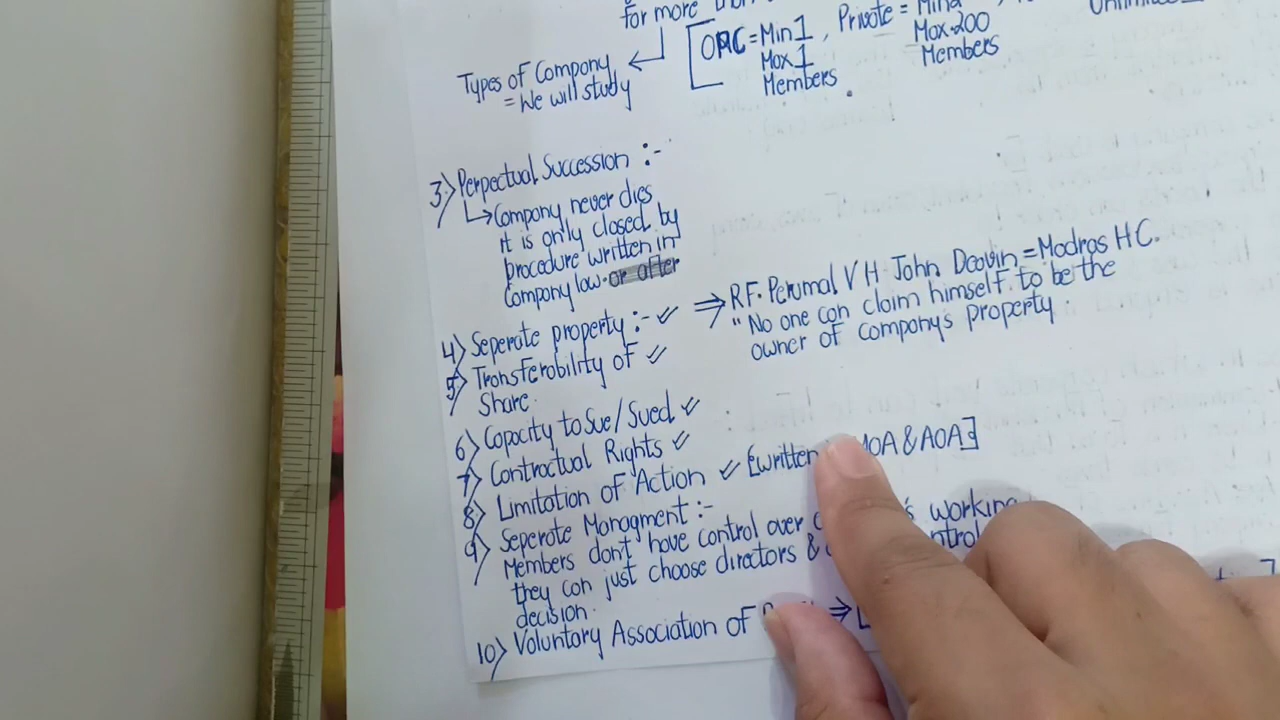 for more
Types of Company
= We will study
OPC = Min 1
Max 1
Members.
, Private =
Max-200
Members
3) Perpectual Succession :-
Company never dies
it is only closed by
procedure written in
Company law. or after
4) Seperate property :- ✓
⇒ RF. Perumal V H John Deavin = Madras HC.
"No one can claim himself to be the
owner of Company's property.
5) Transferability of ✓
Share.
6) Capacity to Sue/Sued ✓
7) Contractual Rights ✓
8) Limitation of Action ✓ [written MOA & AOA]
9) Seperate Managment :-
Members don't have control over working
they can just choose directors &
decision.
10) Voluntary Association of ⇒ [